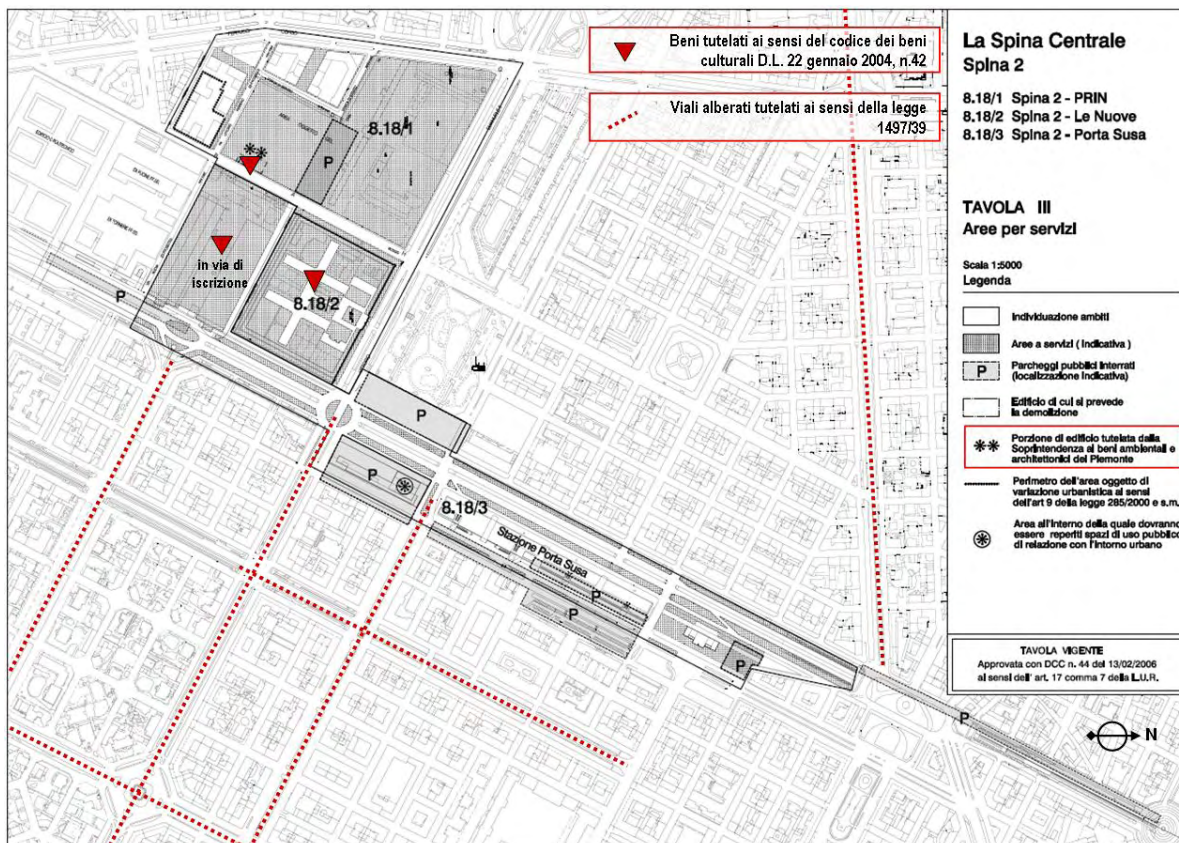 Beni tutelati ai sensi del codice dei beni
culturali D.L. 22 gennaio 2004, n.42
Viali alberati tutelati ai sensi della legge
1497/39
8.18/1
P
in via di
iscrizione
8.18/2
P
P
P
8.18/3
Stazione Porta Susa
P
P
P
P
La Spina Centrale
Spina 2
8.18/1 Spina 2 - PRIN
8.18/2 Spina 2 - Le Nuove
8.18/3 Spina 2 - Porta Susa
TAVOLA III
Aree per servizi
Scala 1:5000
Legenda
Individuazione ambiti
Aree a servizi ( indicativa )
P
Parcheggi pubblici interrati
(localizzazione indicativa)
Edificio di cui si prevede
la demolizione
Porzione di edificio tutelata dalla
Soprintendenza ai beni ambientali e
architettonici del Piemonte
Perimetro dell'area oggetto di
variazione urbanistica ai sensi
dell'art 9 della legge 285/2000 e s.m.
Area all'interno della quale dovranno
essere reperiti spazi di uso pubblico
di relazione con l'intorno urbano
TAVOLA VIGENTE
Approvata con DCC n. 44 del 13/02/2006
ai sensi dell' art. 17 comma 7 della L.U.R.
N